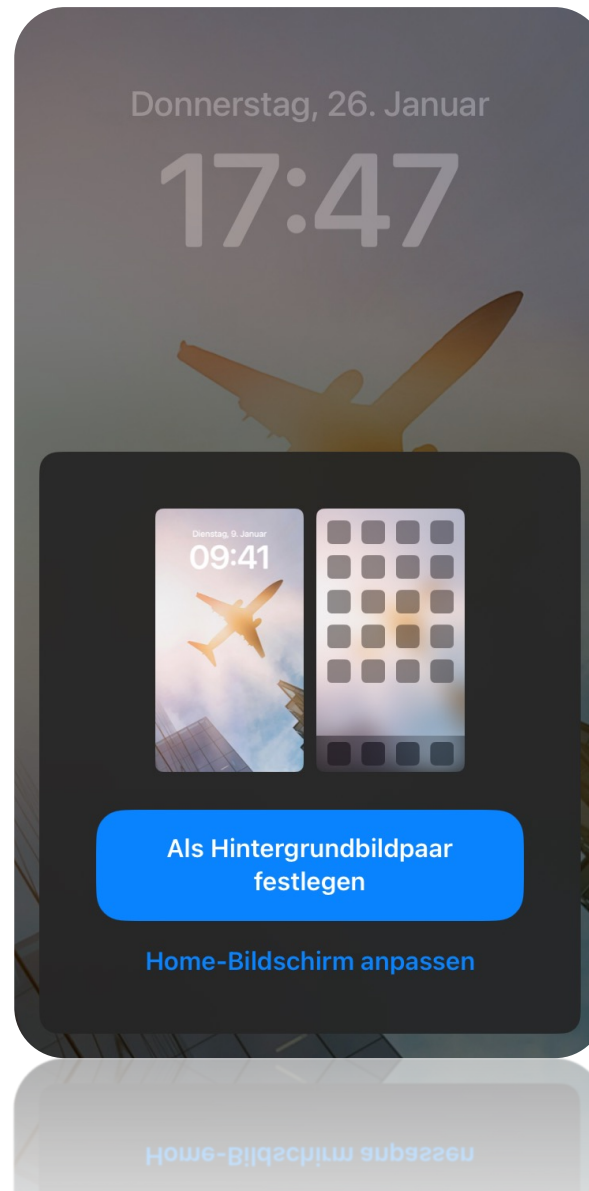 Donnerstag, 26. Januar
17:47
Dienstag, 9. Januar
09:41
Als Hintergrundbildpaar
festlegen
Home-Bildschirm anpassen
Home-Bildschirm anpassen